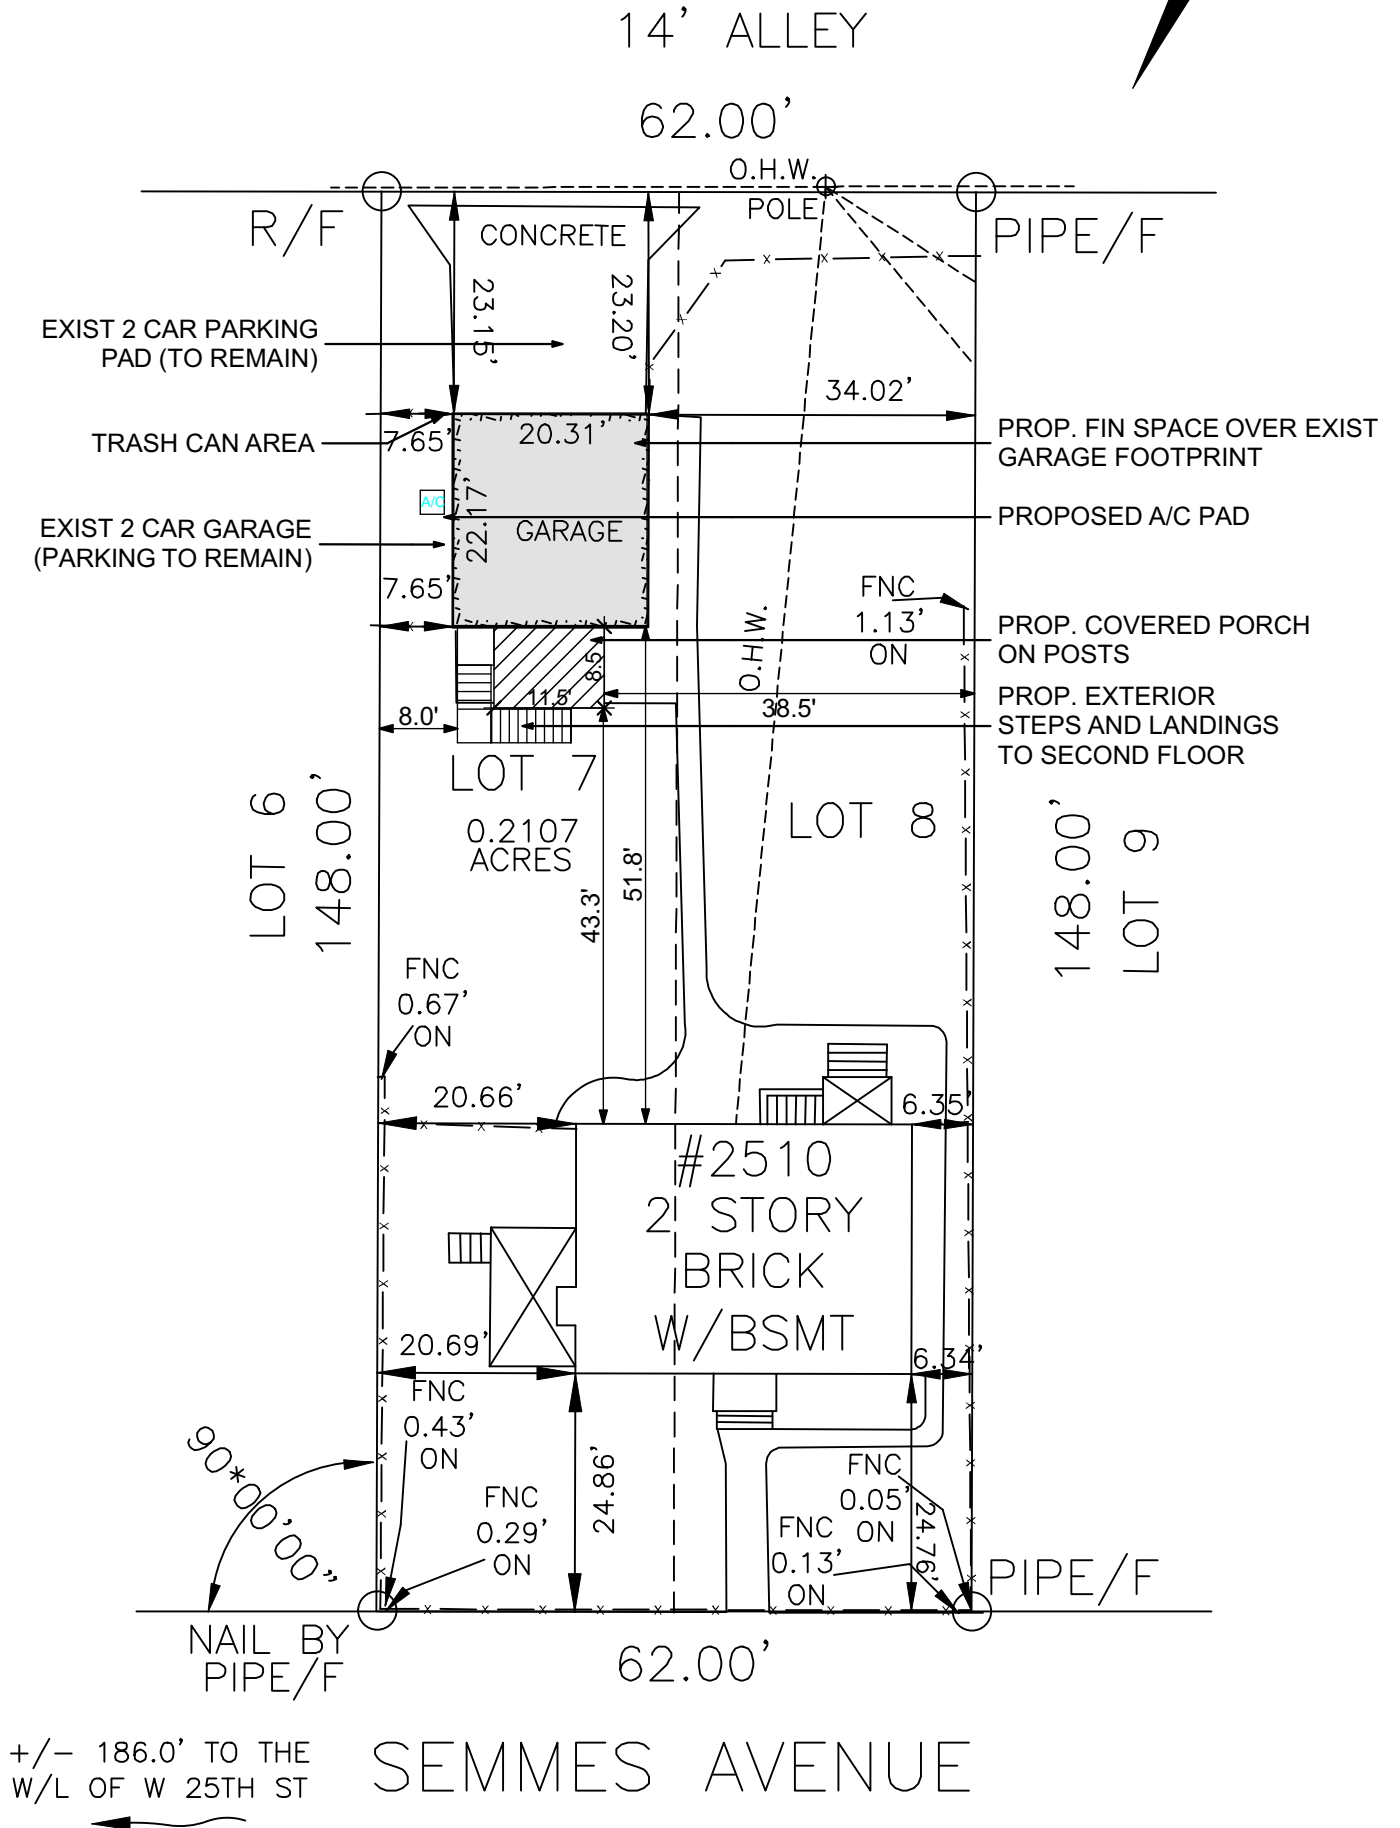 14' ALLEY
62.00'
O.H.W.
POLE
R/F
CONCRETE
PIPE/F
23.15'
23.20'
EXIST 2 CAR PARKING
PAD (TO REMAIN)
34.02'
TRASH CAN AREA
7.65'
20.31'
PROP. FIN SPACE OVER EXIST
GARAGE FOOTPRINT
A/C
22.17'
GARAGE
PROPOSED A/C PAD
EXIST 2 CAR GARAGE
(PARKING TO REMAIN)
7.65'
FNC
1.13'
ON
O.H.W.
PROP. COVERED PORCH
ON POSTS
8.5'
11.5'
38.5'
8.0'
PROP. EXTERIOR
STEPS AND LANDINGS
TO SECOND FLOOR
LOT 7
0.2107
ACRES
LOT 8
LOT 6
148.00'
43.3'
51.8'
148.00'
LOT 9
FNC
0.67'
ON
20.66'
6.35'
#2510
2 STORY
BRICK
W/BSMT
20.69'
6.34'
FNC
0.43'
ON
90*00'00"
24.86'
FNC
0.29'
ON
FNC
0.05'
ON
24.76'
FNC
0.13'
ON
PIPE/F
NAIL BY
PIPE/F
62.00'
+/- 186.0' TO THE
W/L OF W 25TH ST
SEMMES AVENUE